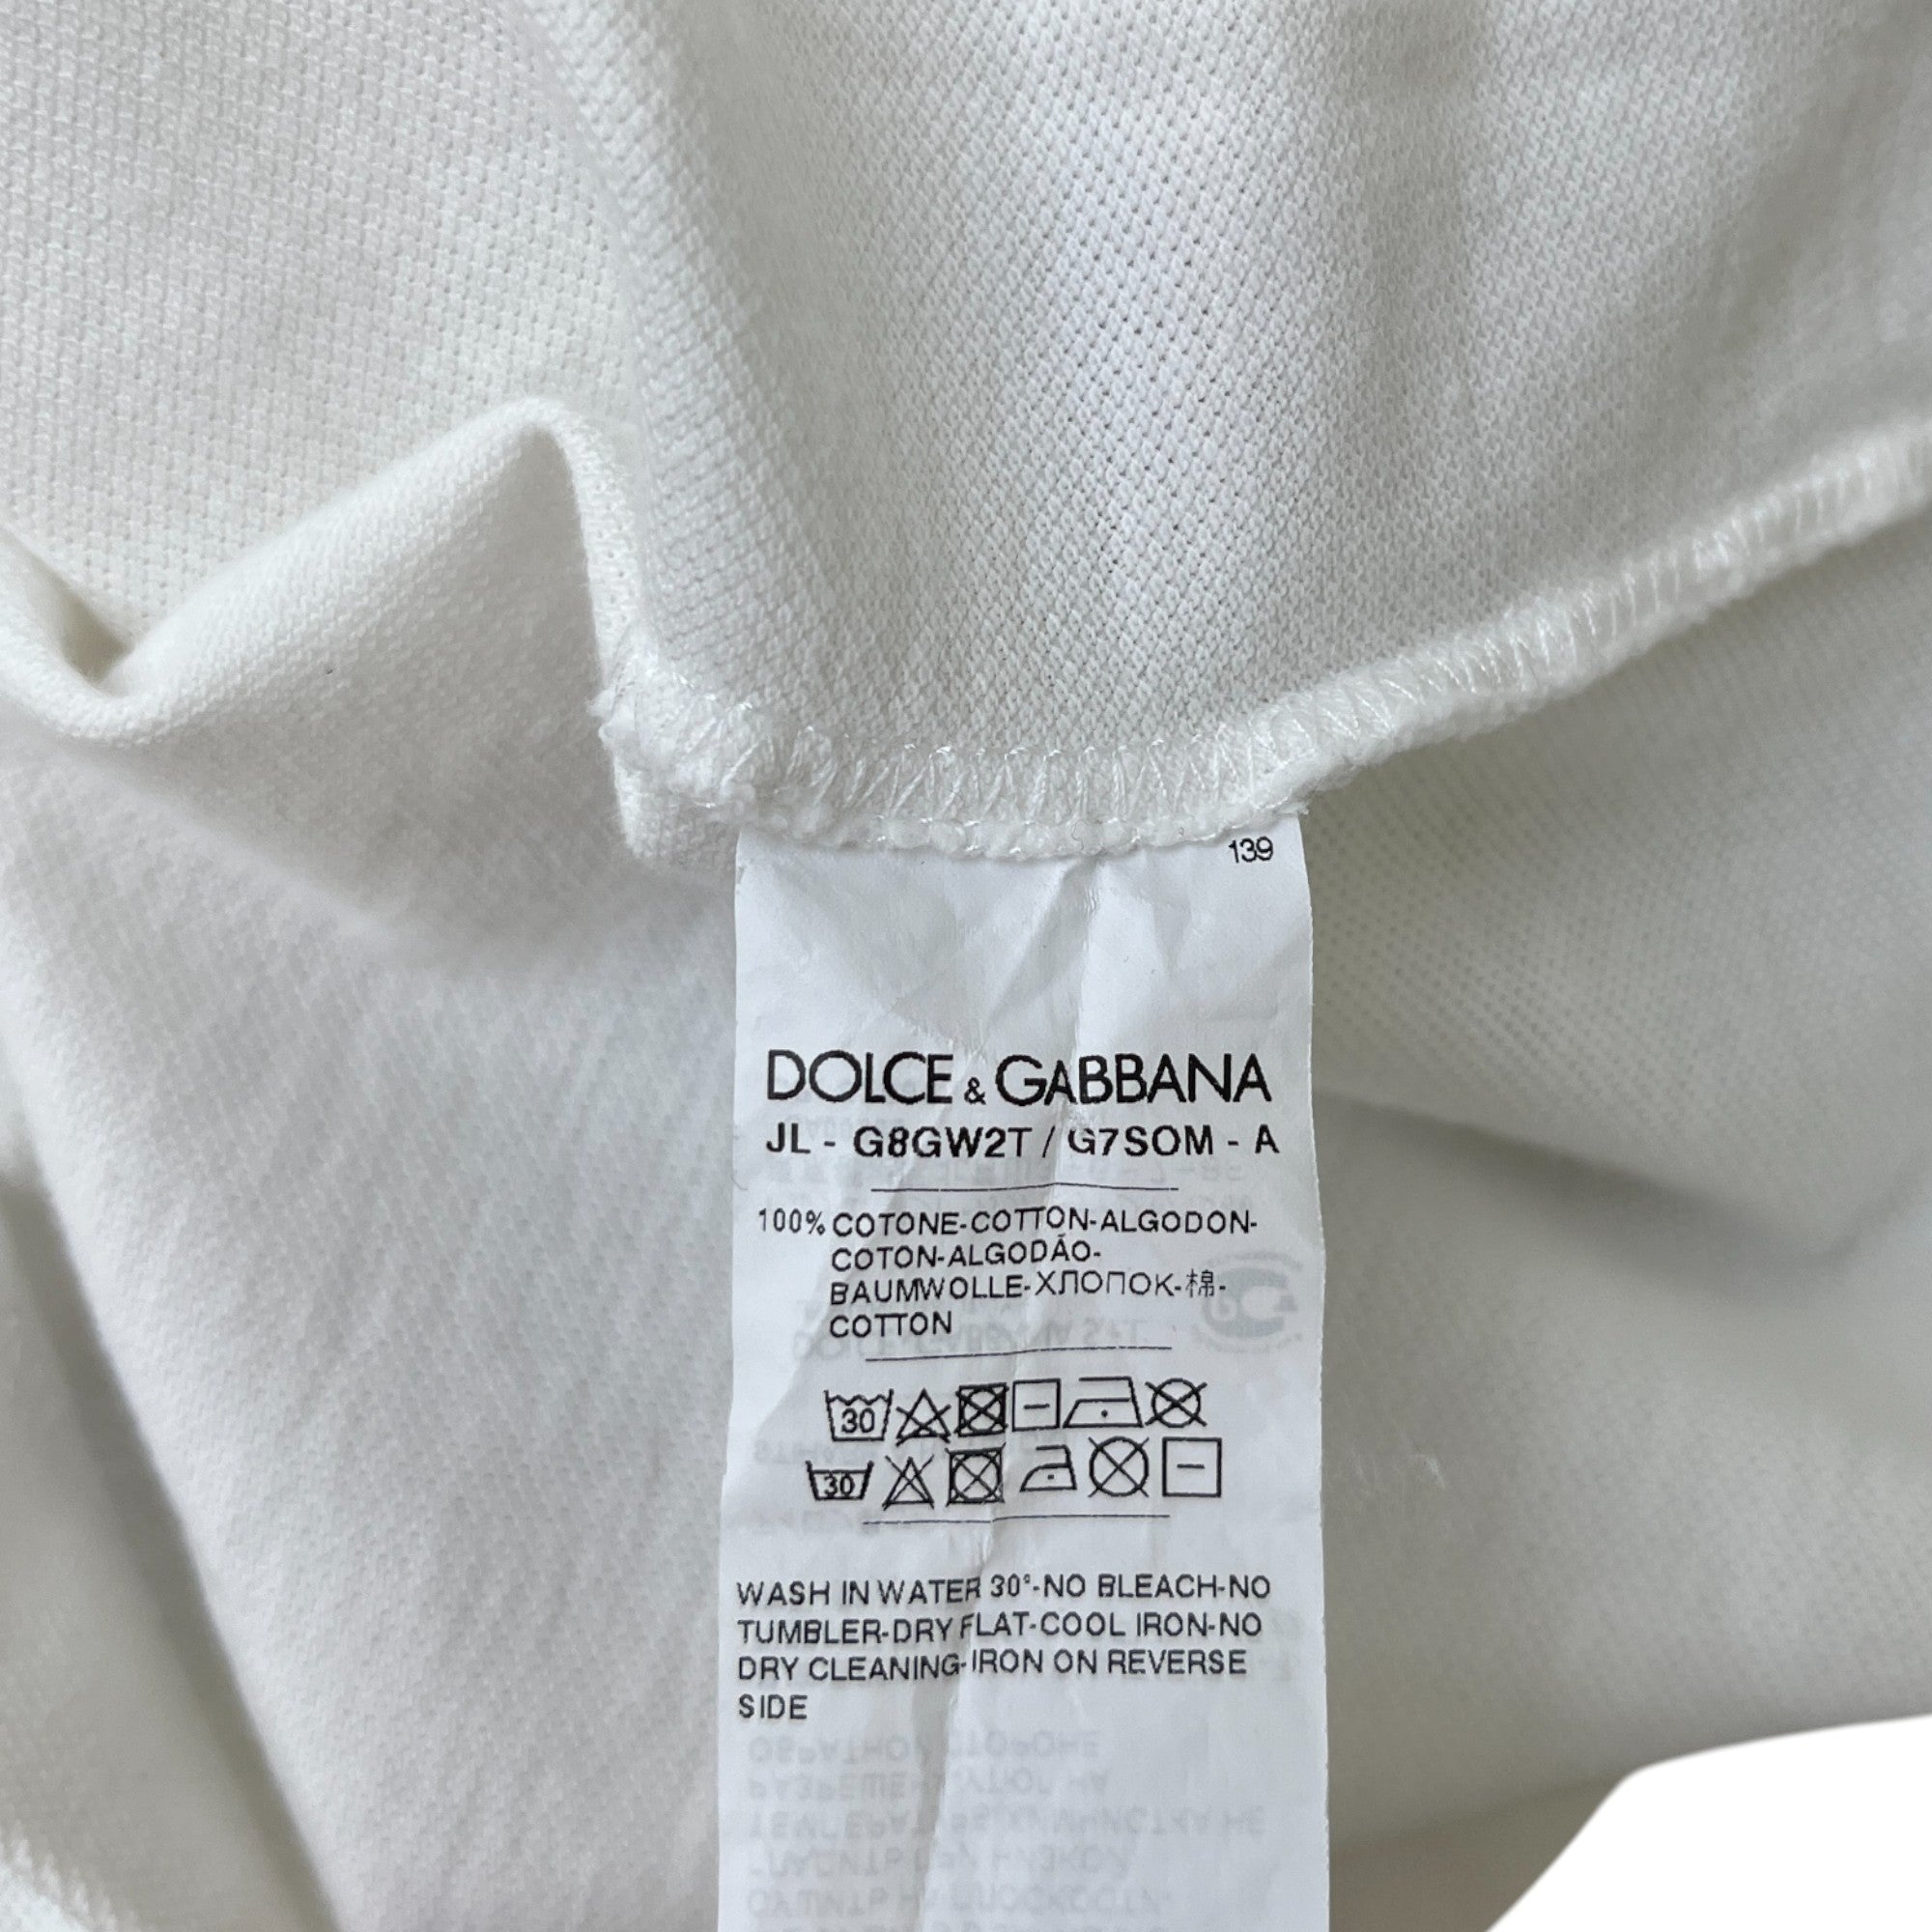 139
DOLCE & GABBANA
JL - G8GW2T / G7SOM - A
100% COTONE-COTTON-ALGODON-
COTON-ALGODÃO-
BAUMWOLLE-ХЛОПОК-棉-
COTTON
30
30
WASH IN WATER 30°-NO BLEACH-NO
TUMBLER-DRY FLAT-COOL IRON-NO
DRY CLEANING-IRON ON REVERSE
SIDE